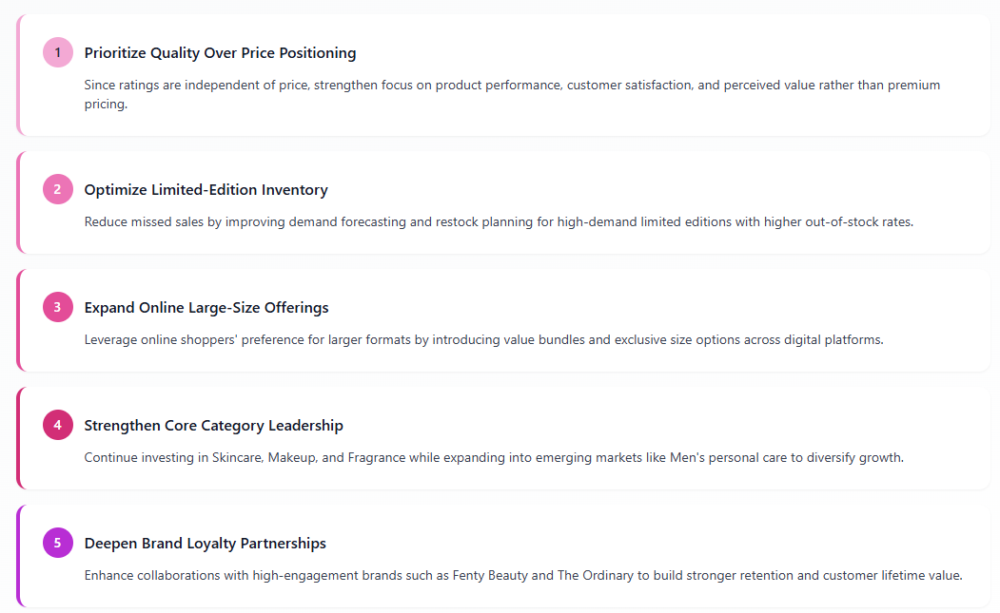 1
Prioritize Quality Over Price Positioning
Since ratings are independent of price, strengthen focus on product performance, customer satisfaction, and perceived value rather than premium
pricing.
2
Optimize Limited-Edition Inventory
Reduce missed sales by improving demand forecasting and restock planning for high-demand limited editions with higher out-of-stock rates.
3
Expand Online Large-Size Offerings
Leverage online shoppers' preference for larger formats by introducing value bundles and exclusive size options across digital platforms.
4
Strengthen Core Category Leadership
Continue investing in Skincare, Makeup, and Fragrance while expanding into emerging markets like Men's personal care to diversify growth.
5
Deepen Brand Loyalty Partnerships
Enhance collaborations with high-engagement brands such as Fenty Beauty and The Ordinary to build stronger retention and customer lifetime value.